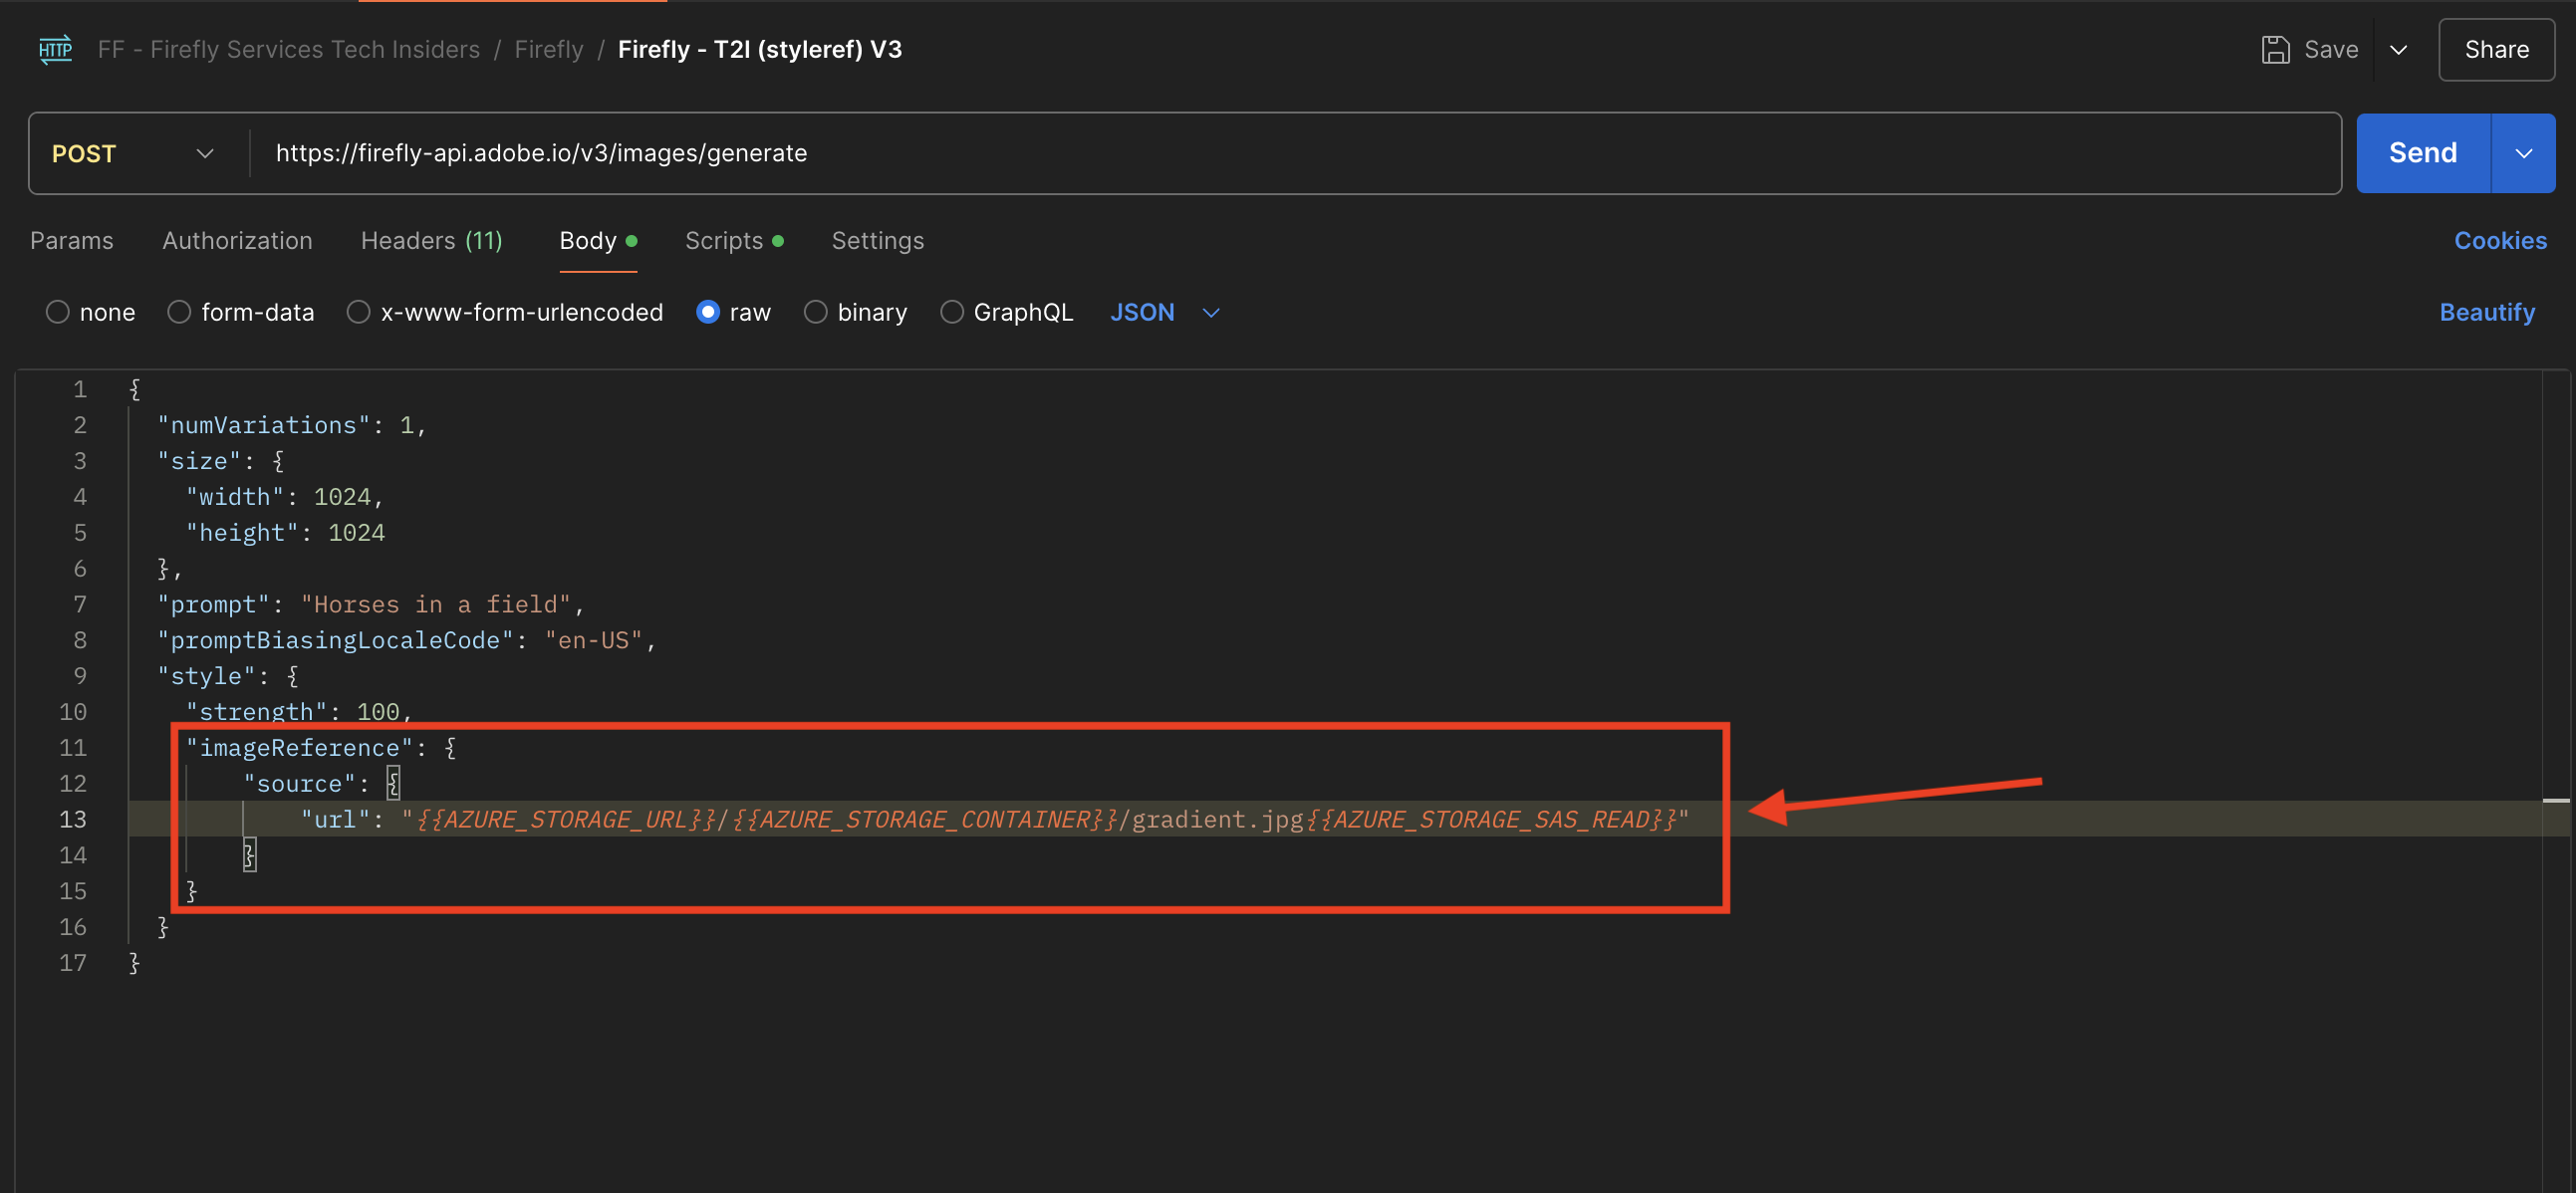 HTTP FF - Firefly Services Tech Insiders / Firefly / Firefly - T2I (styleref) V3 Save Share
POST https://firefly-api.adobe.io/v3/images/generate Send
Params Authorization Headers (11) Body Scripts Settings Cookies
none form-data x-www-form-urlencoded raw binary GraphQL JSON Beautify
1 {
2 "numVariations": 1,
3 "size": {
4 "width": 1024,
5 "height": 1024
6 },
7 "prompt": "Horses in a field",
8 "promptBiasingLocaleCode": "en-US",
9 "style": {
10 "strength": 100,
11 "imageReference": {
12 "source": {
13 "url": "{{AZURE_STORAGE_URL}}/{{AZURE_STORAGE_CONTAINER}}/gradient.jpg{{AZURE_STORAGE_SAS_READ}}"
14 }
15 }
16 }
17 }